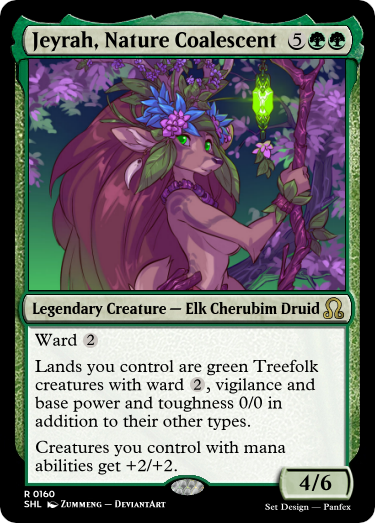 Jeyrah, Nature Coalescent 5
Legendary Creature — Elk Cherubim Druid
Ward 2
Lands you control are green Treefolk
creatures with ward 2, vigilance and
base power and toughness 0/0 in
addition to their other types.
Creatures you control with mana
abilities get +2/+2.
4/6
R 0160
SHL Zummeng — DeviantArt
Set Design — Panfex